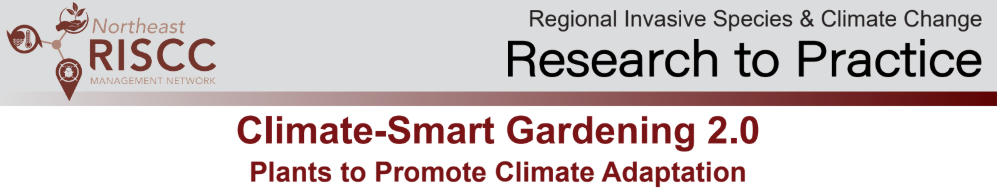 Northeast
RISCC
MANAGEMENT NETWORK
Regional Invasive Species & Climate Change
Research to Practice
Climate-Smart Gardening 2.0
Plants to Promote Climate Adaptation